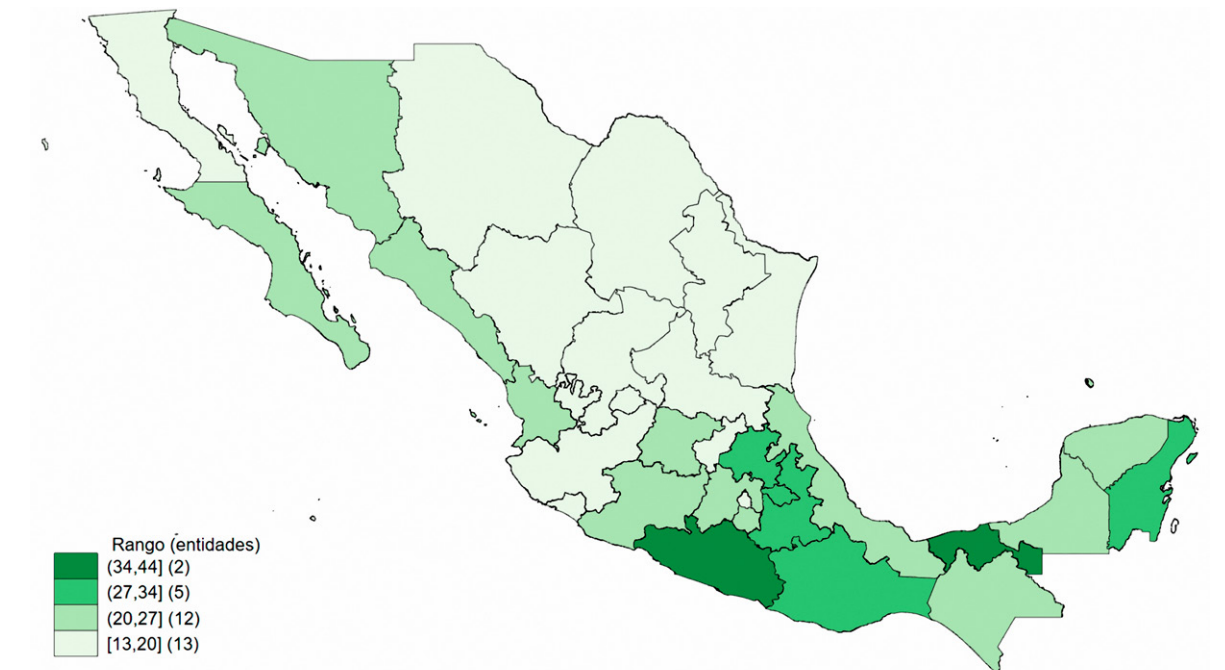 Rango (entidades)
(34,44] (2)
(27,34] (5)
(20,27] (12)
[13,20] (13)